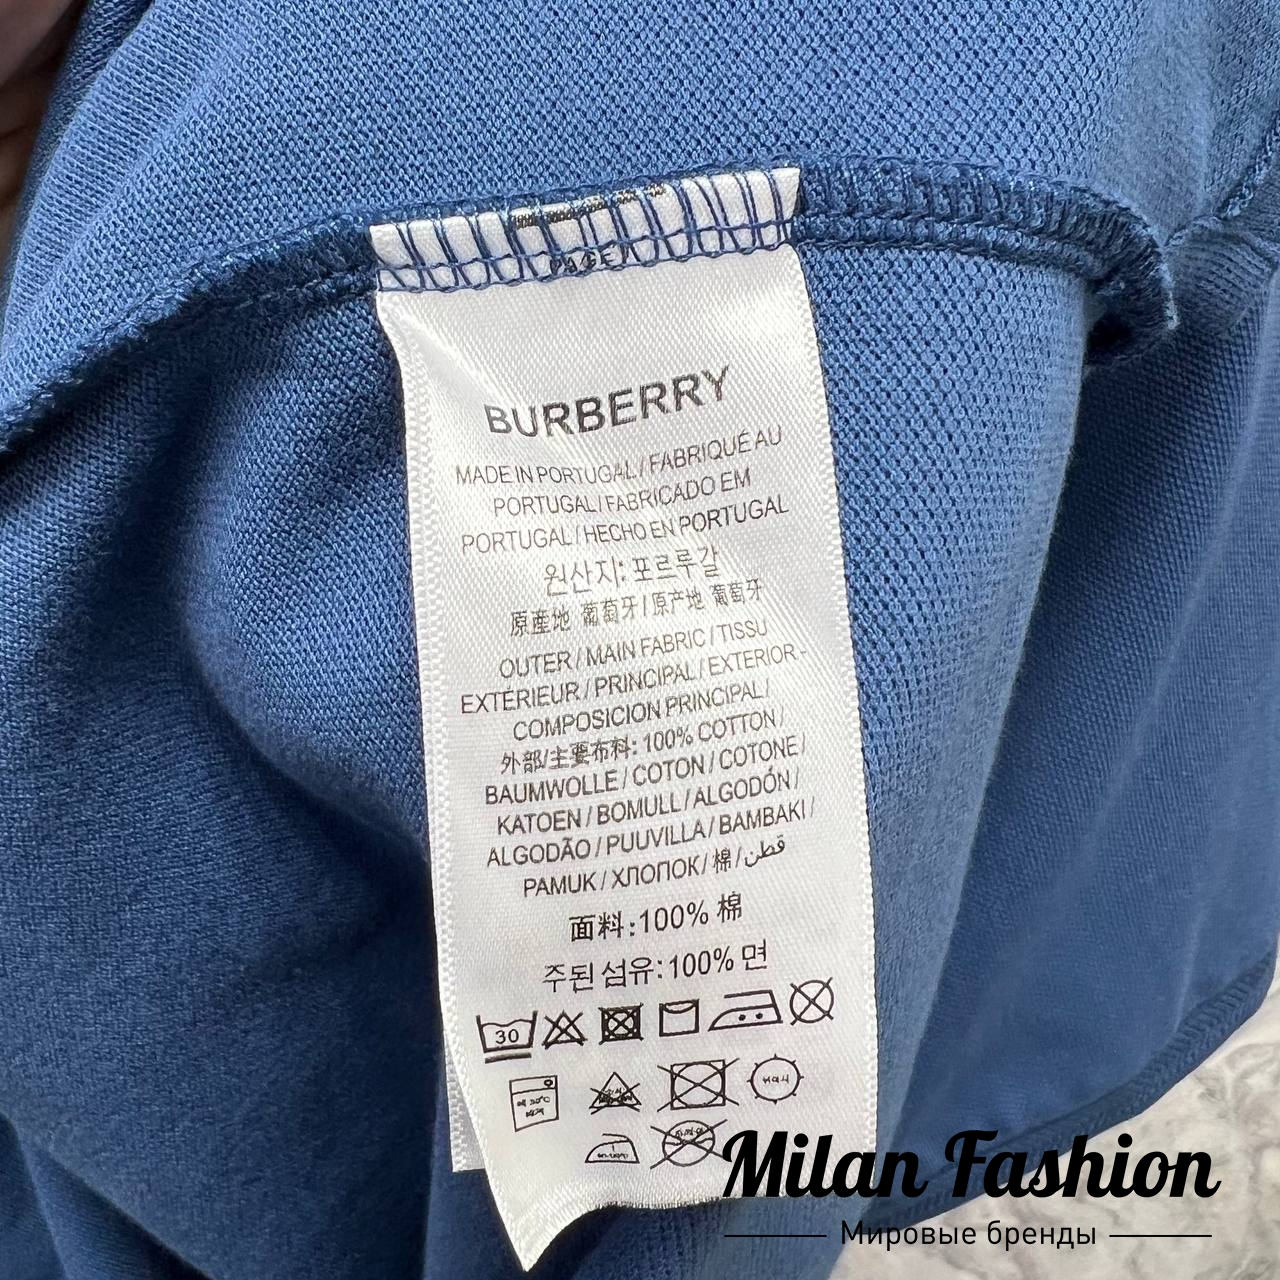 BURBERRY
MADE IN PORTUGAL / FABRIQUÉ AU
PORTUGAL / FABRICADO EM
PORTUGAL / HECHO EN PORTUGAL
원산지: 포르루갈
原産地 葡萄牙 / 原产地 葡萄牙
OUTER / MAIN FABRIC / TISSU
EXTÉRIEUR / PRINCIPAL / EXTERIOR -
COMPOSICION PRINCIPAL /
外部/主要布料: 100% COTTON /
BAUMWOLLE / COTON / COTONE /
KATOEN / BOMULL / ALGODÓN /
ALGODÃO / PUUVILLA / BAMBAKI /
PAMUK / ХЛОПОК / 棉 / قطن
面料: 100% 棉
주된 섬유: 100% 면
30
Milan Fashion
Мировые бренды